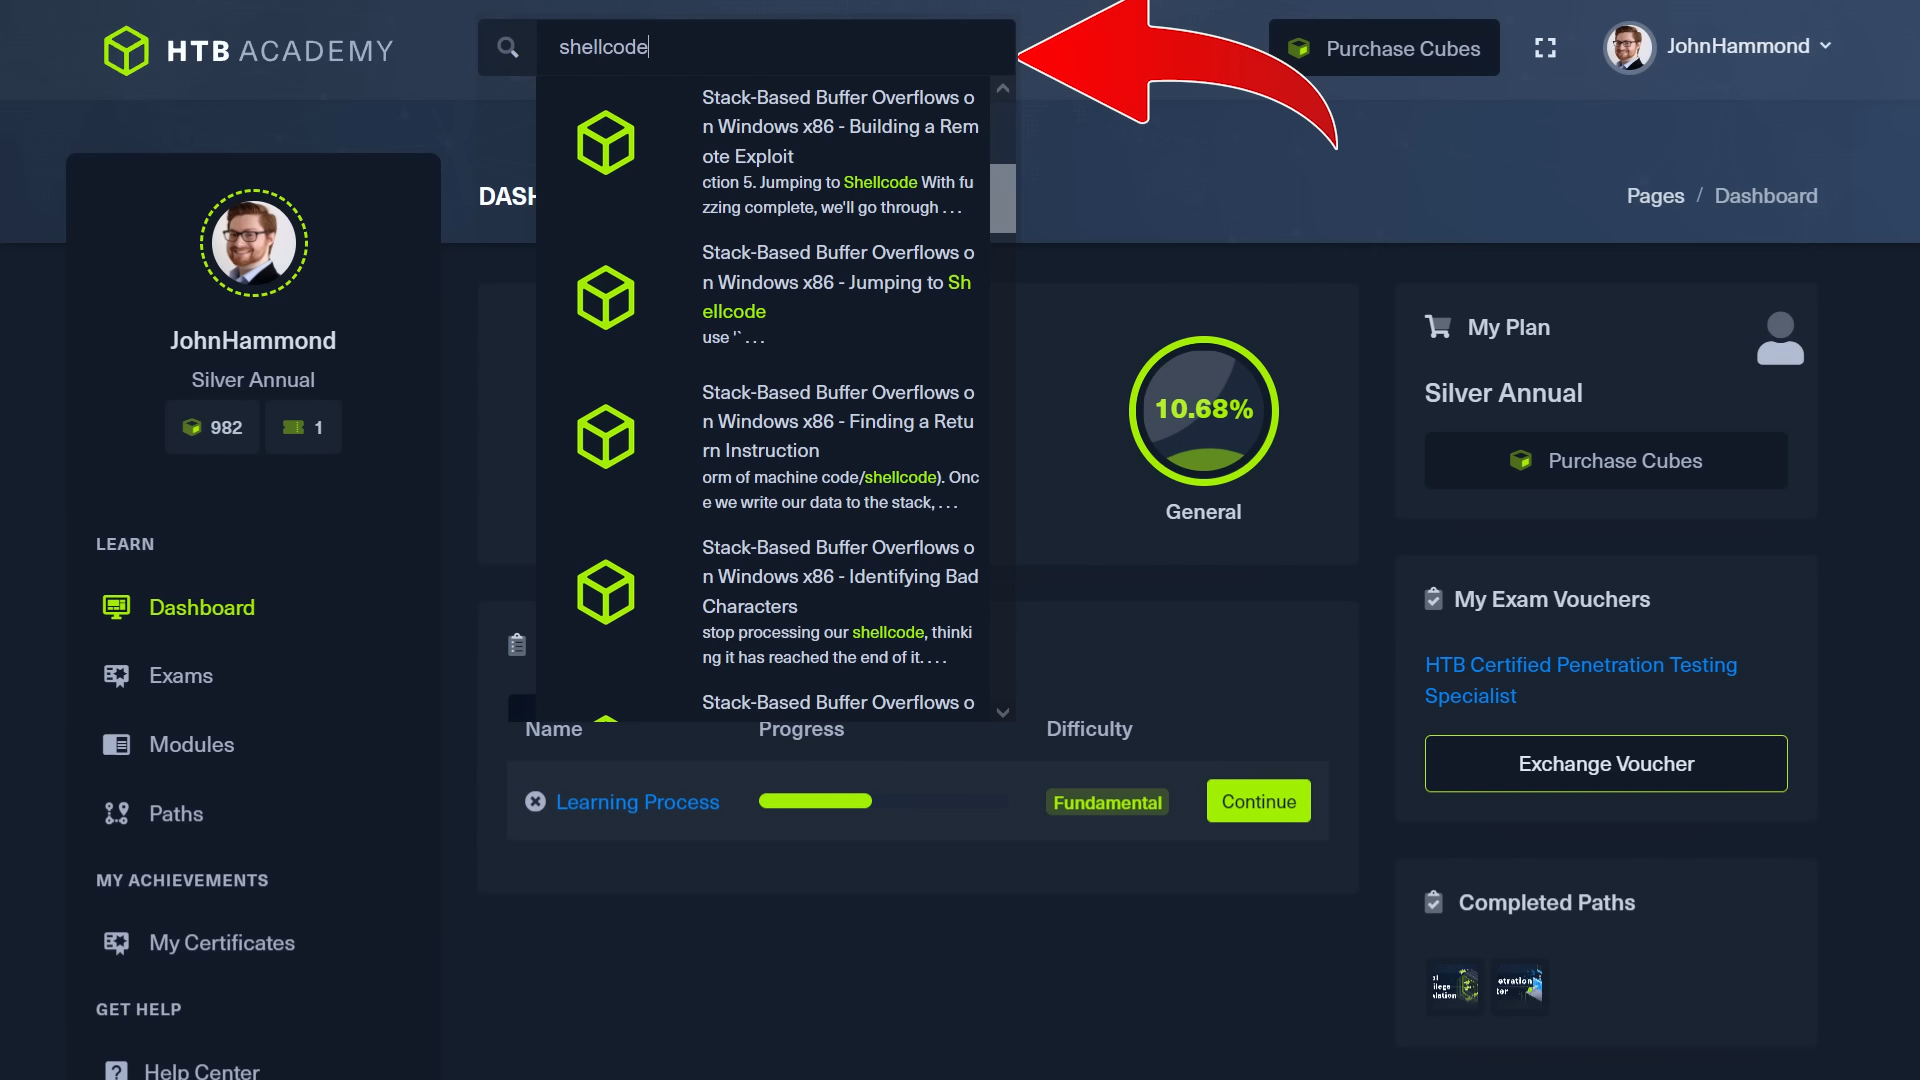 HTB ACADEMY
shellcode
Purchase Cubes
JohnHammond
Stack-Based Buffer Overflows o
n Windows x86 - Building a Rem
ote Exploit
ction 5. Jumping to Shellcode With fu
zzing complete, we'll go through . . .
Stack-Based Buffer Overflows o
n Windows x86 - Jumping to Sh
ellcode
use '` . . .
Stack-Based Buffer Overflows o
n Windows x86 - Finding a Retu
rn Instruction
orm of machine code/shellcode). Onc
e we write our data to the stack, . . .
Stack-Based Buffer Overflows o
n Windows x86 - Identifying Bad
Characters
stop processing our shellcode, thinki
ng it has reached the end of it. . . .
Stack-Based Buffer Overflows o
DASH
Pages / Dashboard
JohnHammond
Silver Annual
982
1
LEARN
Dashboard
Exams
Modules
Paths
MY ACHIEVEMENTS
My Certificates
GET HELP
Help Center
10.68%
General
Name
Progress
Difficulty
Learning Process
Fundamental
Continue
My Plan
Silver Annual
Purchase Cubes
My Exam Vouchers
HTB Certified Penetration Testing
Specialist
Exchange Voucher
Completed Paths
etration